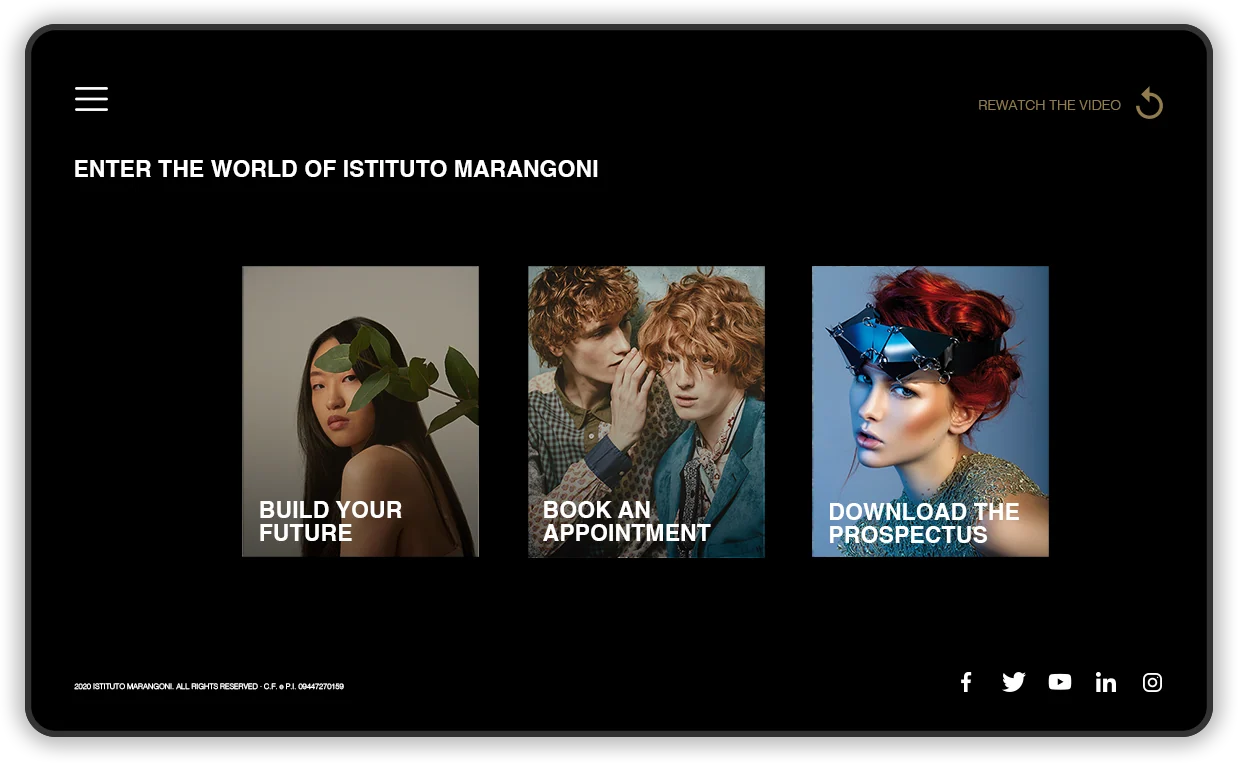 REWATCH THE VIDEO
ENTER THE WORLD OF ISTITUTO MARANGONI
BUILD YOUR
FUTURE
BOOK AN
APPOINTMENT
DOWNLOAD THE
PROSPECTUS
2020 ISTITUTO MARANGONI. ALL RIGHTS RESERVED - C.F. e P.I. 09447270159